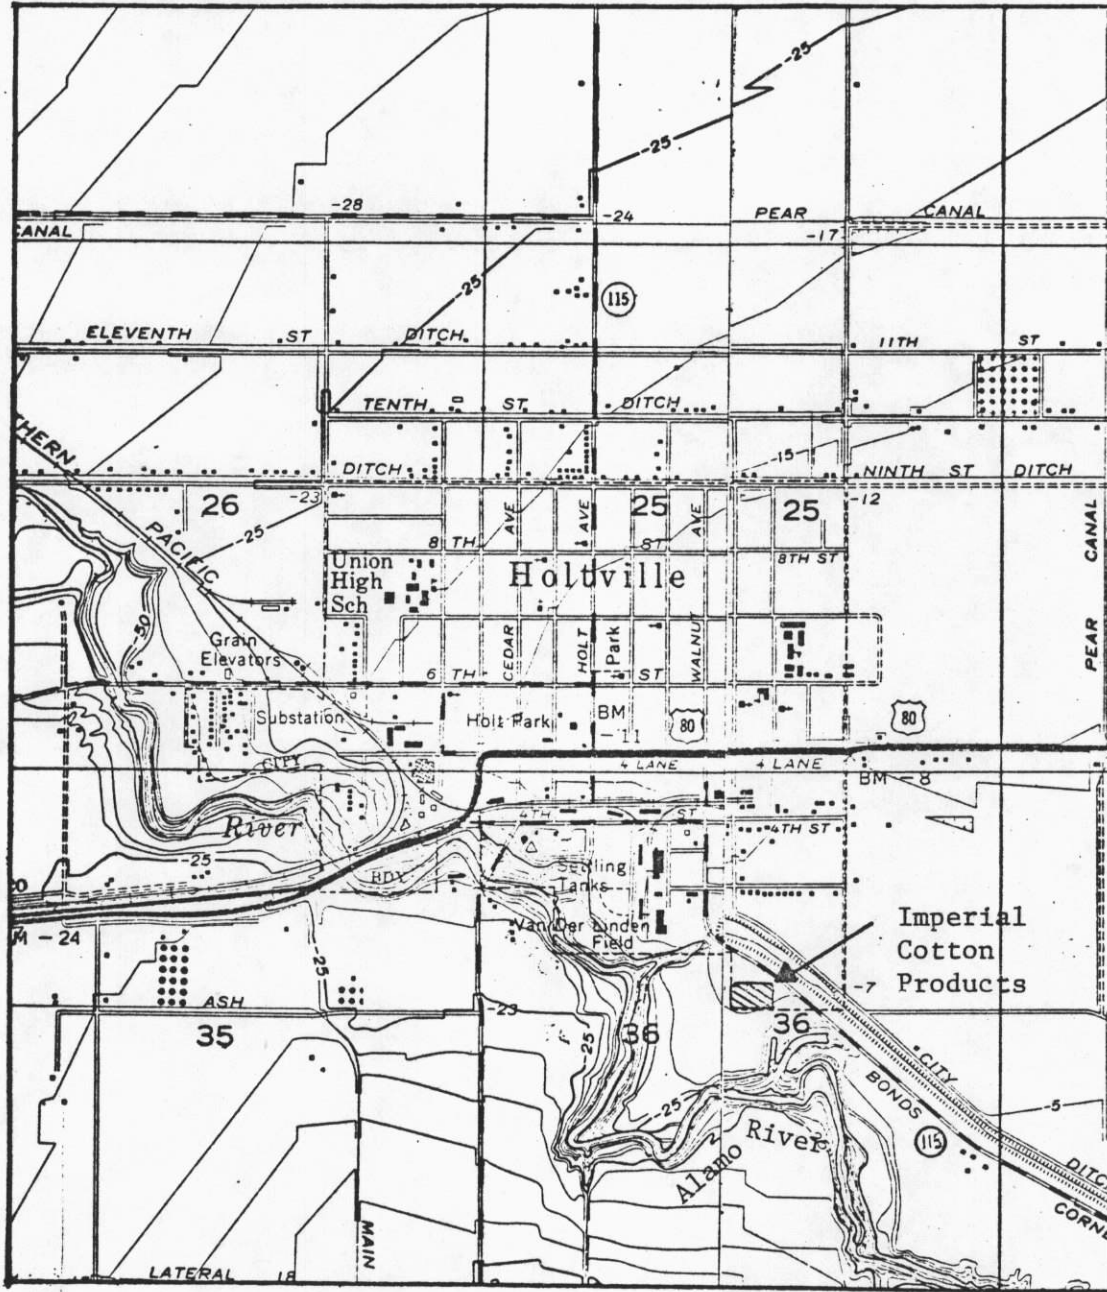 -25
-25
-28
-24
PEAR
CANAL
CANAL
-17
-25
115
ELEVENTH ST DITCH
11TH ST
TENTH ST DITCH
THERN PACIFIC
DITCH
-15
NINTH ST DITCH
26
-23
25
25
-12
-25
AVE
AVE
AVE
8 TH ST
8TH ST
PEAR CANAL
Union
High
Sch
Holtville
-50
Grain
Elevators
CEDAR
HOLT
Park
WALNUT
6 TH ST
Substation
Holt Park
BM
-11
80
80
CITY
4 LANE
4 LANE
BM -8
River
4TH ST
4TH ST
-25
BDY
Settling
Tanks
M -24
Van Der Linden
Field
Imperial
Cotton
Products
-25
-7
ASH
-23
35
36
36
-25
CITY
BONDS
-5
-25
115
River
Alamo
DITC
CORNE
MAIN
LATERAL 18